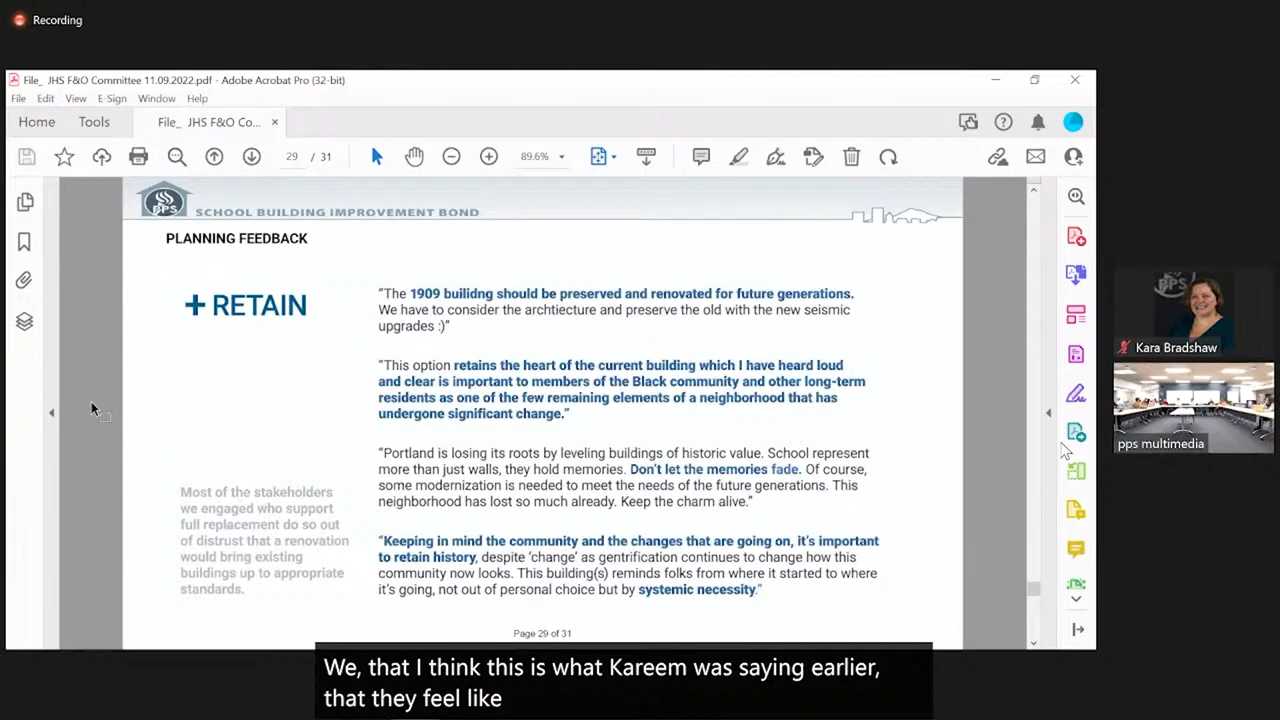 Recording
File_ JHS F&O Committee 11.09.2022.pdf - Adobe Acrobat Pro (32-bit)
File Edit View E-Sign Window Help
Home Tools File_ JHS F&O Co... ×
29 / 31 89.6%
PPS SCHOOL BUILDING IMPROVEMENT BOND
PLANNING FEEDBACK
+ RETAIN
"The 1909 builidng should be preserved and renovated for future generations.
We have to consider the archtiecture and preserve the old with the new seismic
upgrades :)"
"This option retains the heart of the current building which I have heard loud
and clear is important to members of the Black community and other long-term
residents as one of the few remaining elements of a neighborhood that has
undergone significant change."
"Portland is losing its roots by leveling buildings of historic value. School represent
more than just walls, they hold memories. Don't let the memories fade. Of course,
some modernization is needed to meet the needs of the future generations. This
neighborhood has lost so much already. Keep the charm alive."
"Keeping in mind the community and the changes that are going on, it's important
to retain history, despite 'change' as gentrification continues to change how this
community now looks. This building(s) reminds folks from where it started to where
it's going, not out of personal choice but by systemic necessity."
Most of the stakeholders
we engaged who support
full replacement do so out
of distrust that a renovation
would bring existing
buildings up to appropriate
standards.
Page 29 of 31
PPS
Kara Bradshaw
pps multimedia
We, that I think this is what Kareem was saying earlier,
that they feel like